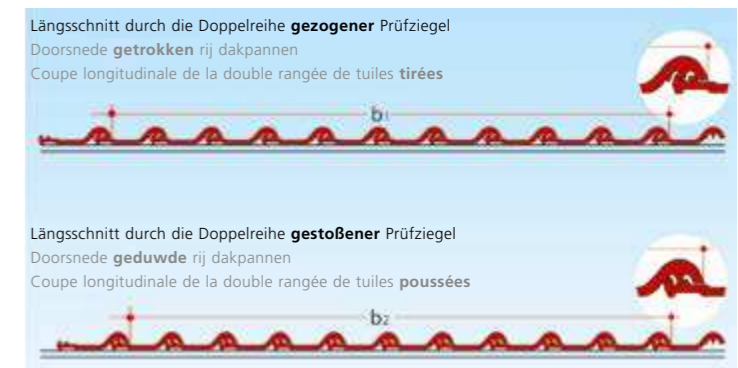 Längsschnitt durch die Doppelreihe gezogener Prüfziegel
Doorsnede getrokken rij dakpannen
Coupe longitudinale de la double rangée de tuiles tirées
b1
Längsschnitt durch die Doppelreihe gestoßener Prüfziegel
Doorsnede geduwde rij dakpannen
Coupe longitudinale de la double rangée de tuiles poussées
b2